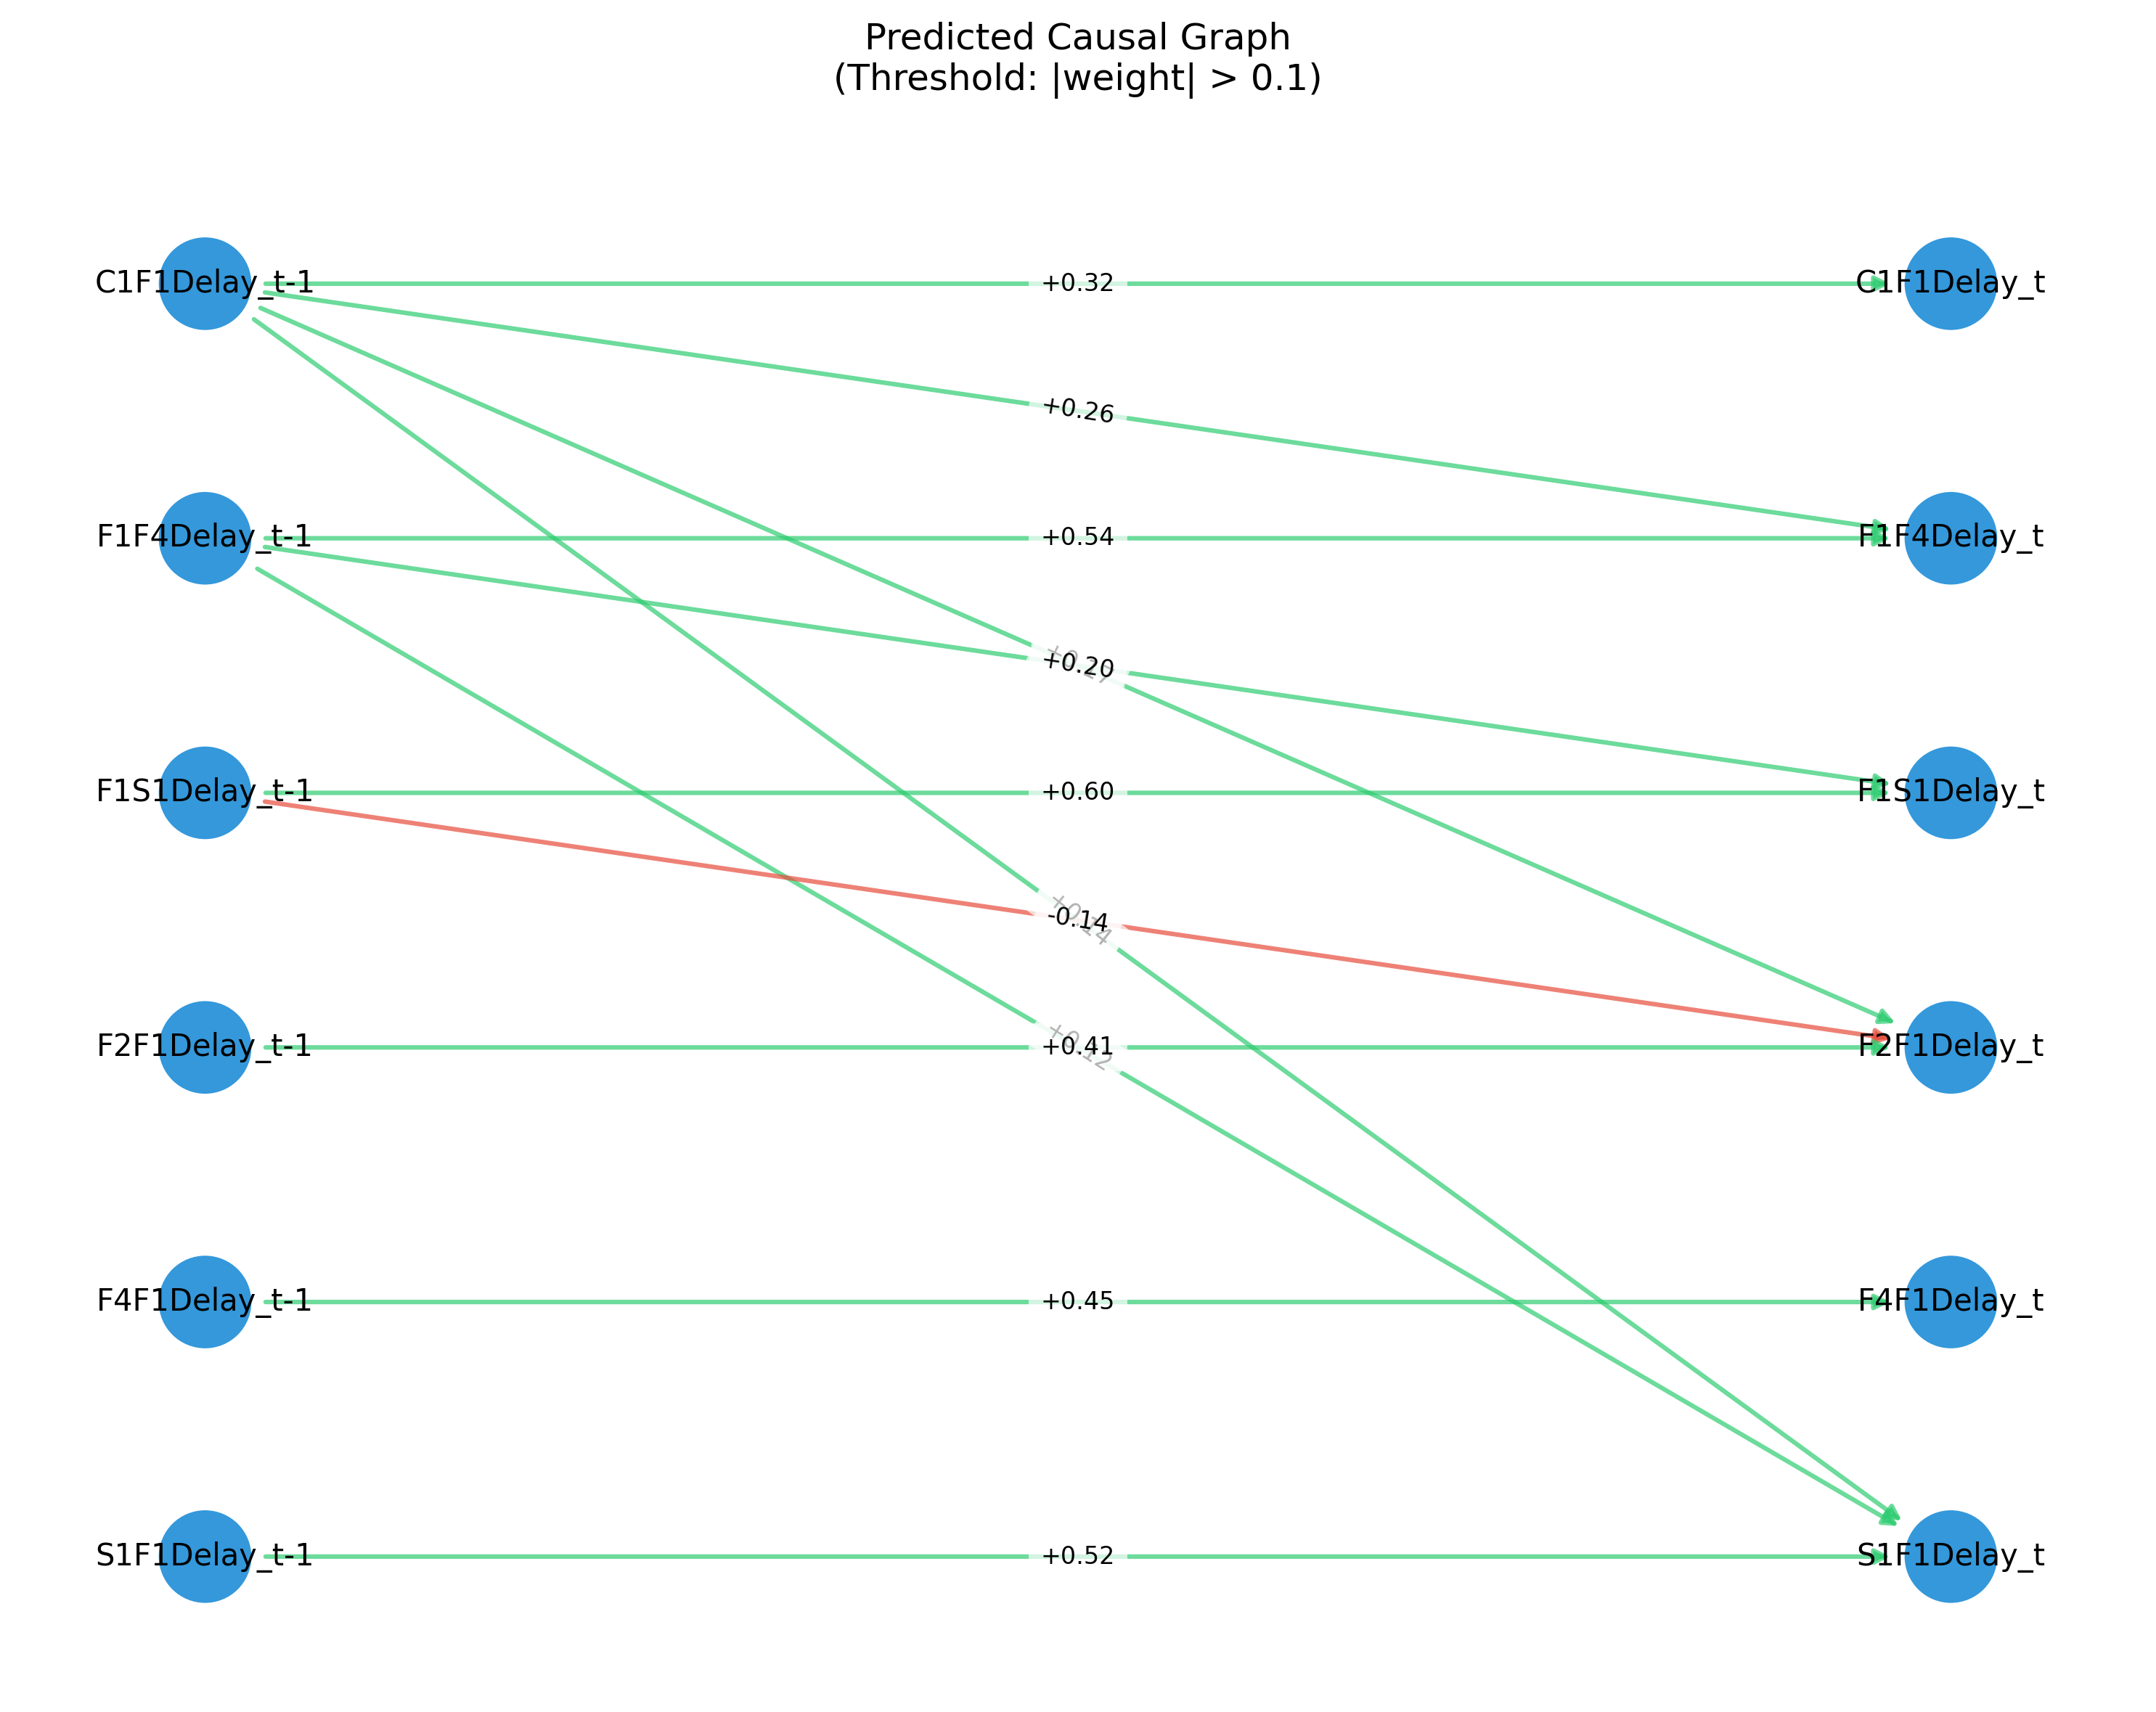 Predicted Causal Graph
(Threshold: |weight| > 0.1)
C1F1Delay_t-1
+0.32
C1F1Delay_t
+0.26
F1F4Delay_t-1
+0.54
F1F4Delay_t
+0.20
F1S1Delay_t-1
+0.60
F1S1Delay_t
+0.14
-0.14
F2F1Delay_t-1
+0.12
+0.41
F2F1Delay_t
F4F1Delay_t-1
+0.45
F4F1Delay_t
S1F1Delay_t-1
+0.52
S1F1Delay_t